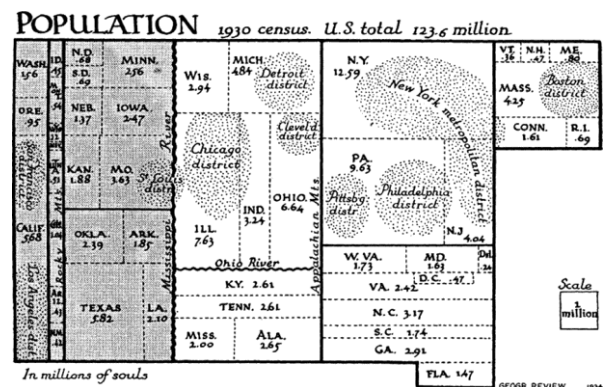 POPULATION 1930 census. U.S. total 123.6 million
WASH. 1.56
ORE. .95
San Francisco district
CALIF. 5.68
Los Angeles dist.
ID. .45
Rocky Mts.
N.D. .68
S.D. .69
MINN. 2.56
NEB. 1.37
IOWA. 2.47
KAN. 1.88
MO. 3.63
St. Louis distr.
OKLA. 2.39
ARK. 1.85
TEXAS 5.82
LA. 2.10
Mississippi River
WIS. 2.94
MICH. 4.84
Detroit district
Chicago district
Cleveld district
ILL. 7.63
IND. 3.24
OHIO. 6.64
Ohio River
KY. 2.61
TENN. 2.61
MISS. 2.00
ALA. 2.65
Appalachian Mts.
N.Y. 12.59
New York metropolitan district
PA. 9.63
Pittsbg distr.
Philadelphia district
N.J. 4.04
W. VA. 1.73
MD. 1.63
Del. .24
D.C. .47
VA. 2.42
N.C. 3.17
S.C. 1.74
GA. 2.91
FLA. 1.47
VT. .36
N.H. .47
ME. .80
MASS. 4.25
Boston district
CONN. 1.61
R.I. .69
Scale
1 million
In millions of souls
GEOGR. REVIEW, 1934